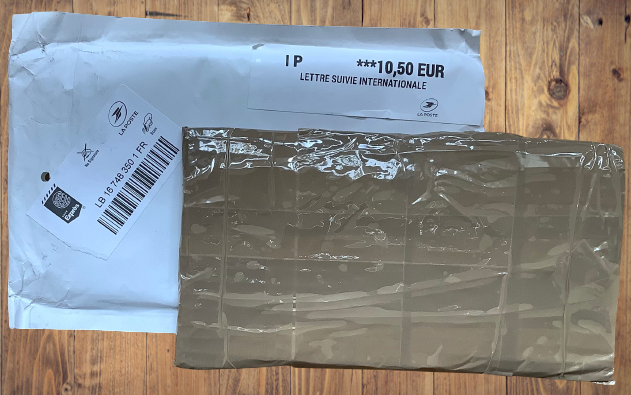 I P ***10,50 EUR
LETTRE SUIVIE INTERNATIONALE
LA POSTE
LA POSTE
LB 16 748 350 1 FR